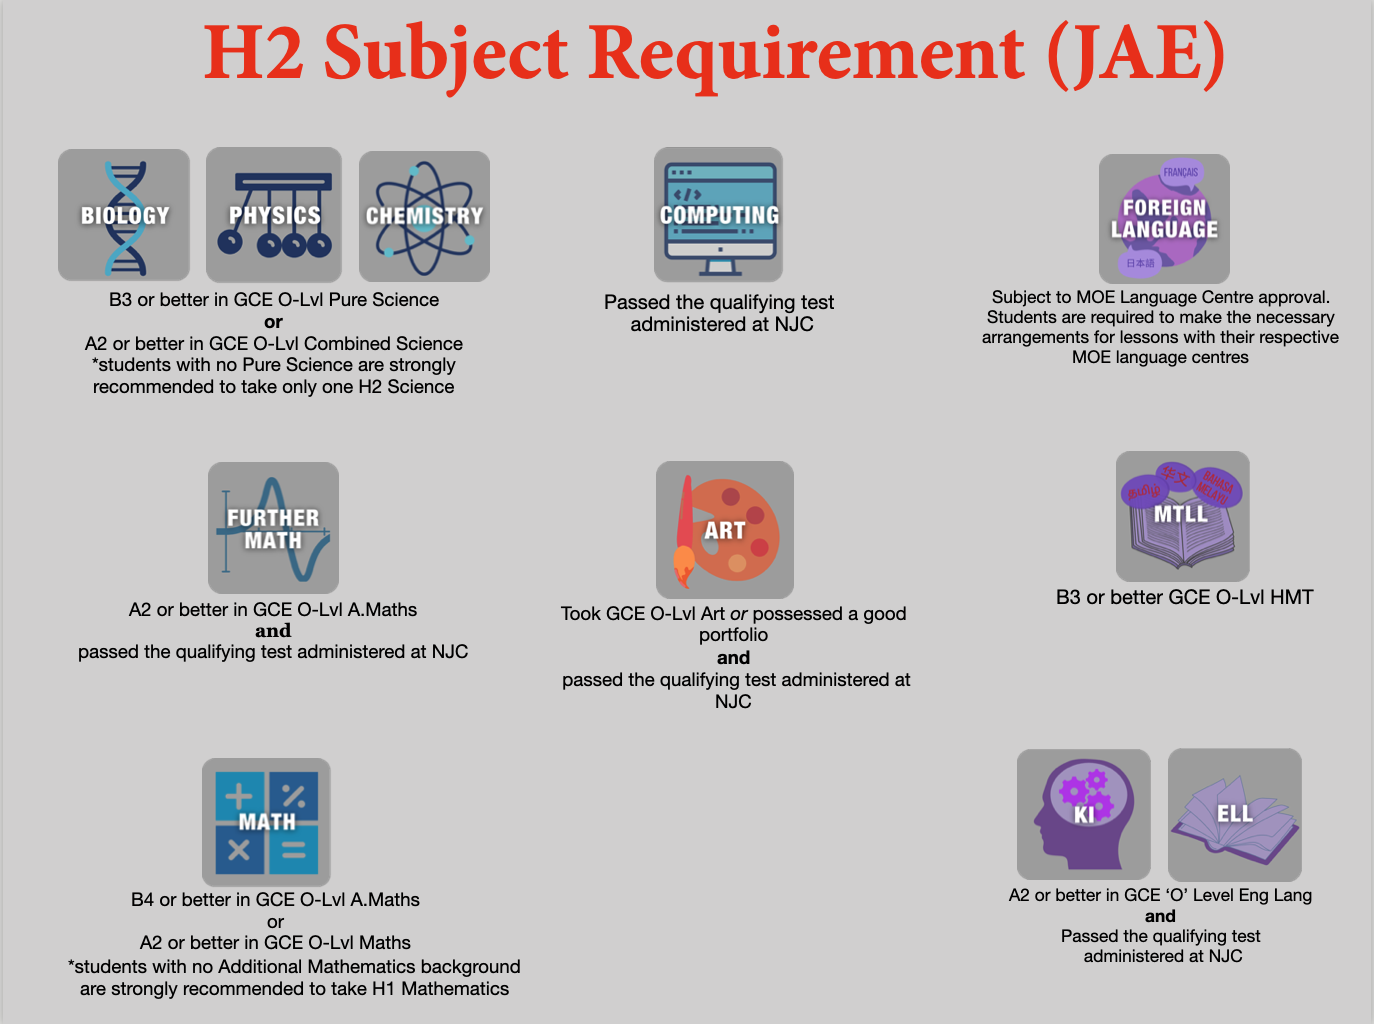 H2 Subject Requirement (JAE)
BIOLOGY
PHYSICS
CHEMISTRY
B3 or better in GCE O-Lvl Pure Science
or
A2 or better in GCE O-Lvl Combined Science
*students with no Pure Science are strongly
recommended to take only one H2 Science
</>
COMPUTING
Passed the qualifying test
administered at NJC
FRANÇAIS
FOREIGN
LANGUAGE
日本語
Subject to MOE Language Centre approval.
Students are required to make the necessary
arrangements for lessons with their respective
MOE language centres
FURTHER
MATH
A2 or better in GCE O-Lvl A.Maths
and
passed the qualifying test administered at NJC
ART
Took GCE O-Lvl Art or possessed a good
portfolio
and
passed the qualifying test administered at
NJC
தமிழ்
华文
BAHASA
MELAYU
MTLL
B3 or better GCE O-Lvl HMT
+ %
MATH
× =
B4 or better in GCE O-Lvl A.Maths
or
A2 or better in GCE O-Lvl Maths
*students with no Additional Mathematics background
are strongly recommended to take H1 Mathematics
KI
ELL
A2 or better in GCE ‘O’ Level Eng Lang
and
Passed the qualifying test
administered at NJC